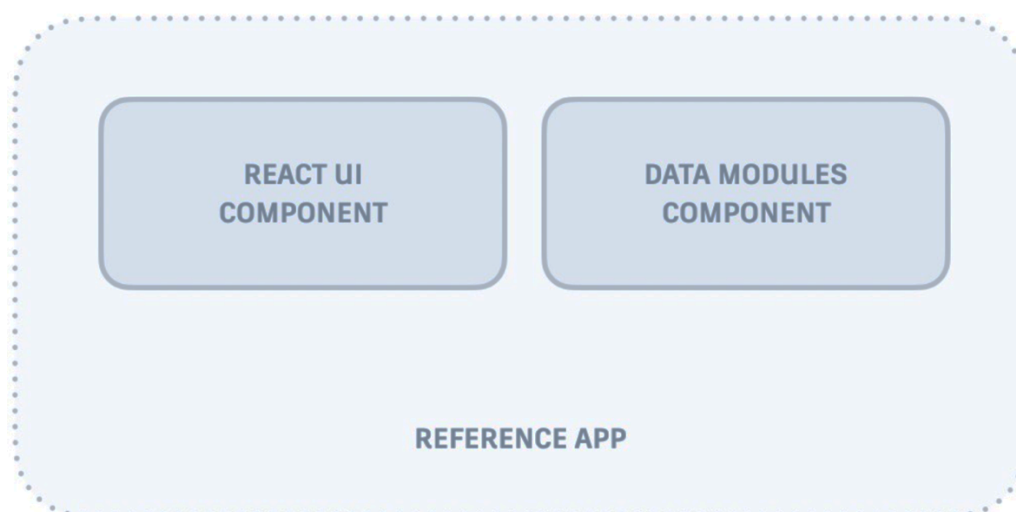 REACT UI
COMPONENT
DATA MODULES
COMPONENT
REFERENCE APP